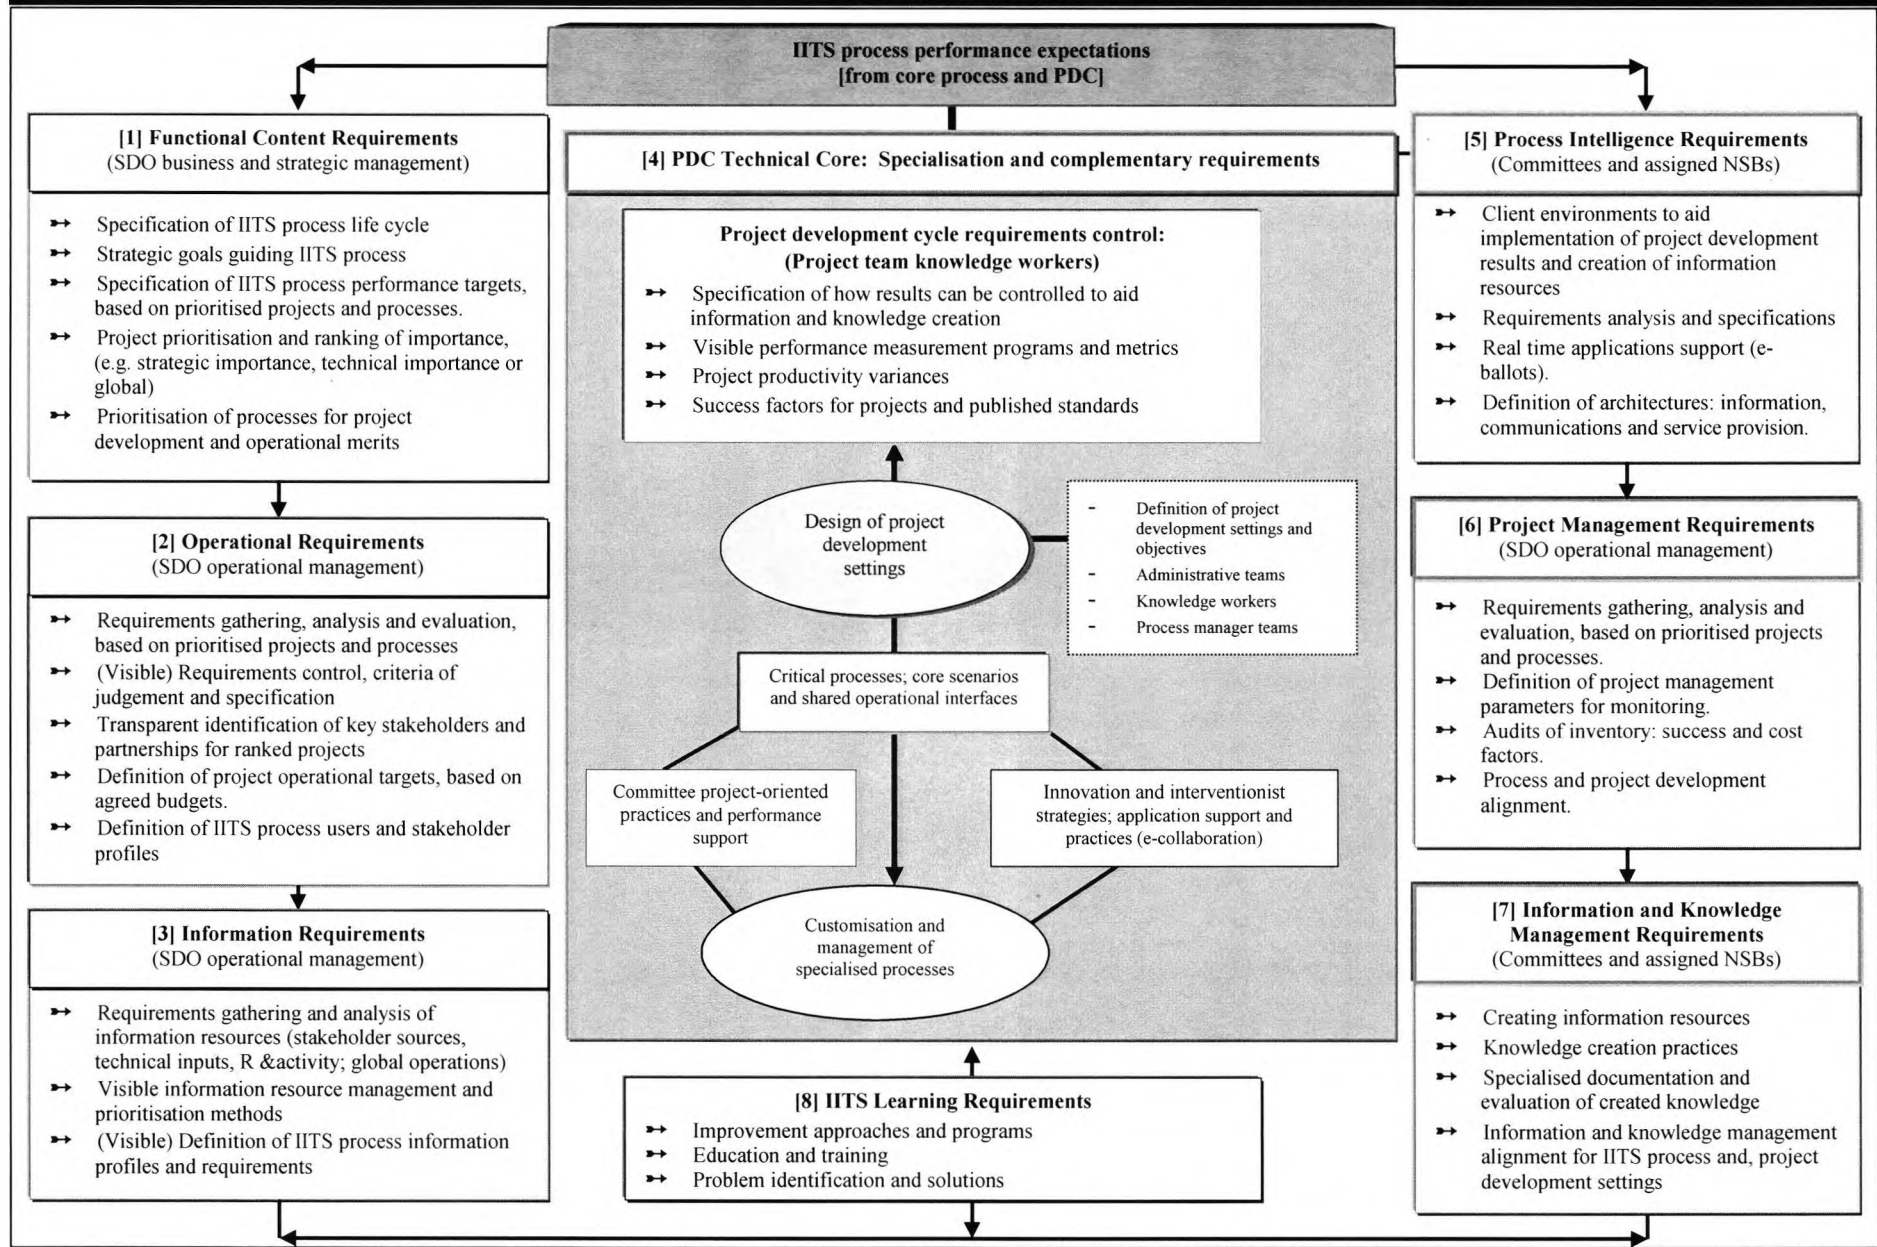 IITS process performance expectations
[from core process and PDC]
[1] Functional Content Requirements
(SDO business and strategic management)
Specification of IITS process life cycle
Strategic goals guiding IITS process
Specification of IITS process performance targets,
based on prioritised projects and processes.
Project prioritisation and ranking of importance,
(e.g. strategic importance, technical importance or
global)
Prioritisation of processes for project
development and operational merits
[2] Operational Requirements
(SDO operational management)
Requirements gathering, analysis and evaluation,
based on prioritised projects and processes
(Visible) Requirements control, criteria of
judgement and specification
Transparent identification of key stakeholders and
partnerships for ranked projects
Definition of project operational targets, based on
agreed budgets.
Definition of IITS process users and stakeholder
profiles
[3] Information Requirements
(SDO operational management)
Requirements gathering and analysis of
information resources (stakeholder sources,
technical inputs, R &activity; global operations)
Visible information resource management and
prioritisation methods
(Visible) Definition of IITS process information
profiles and requirements
[4] PDC Technical Core: Specialisation and complementary requirements
Project development cycle requirements control:
(Project team knowledge workers)
Specification of how results can be controlled to aid
information and knowledge creation
Visible performance measurement programs and metrics
Project productivity variances
Success factors for projects and published standards
Design of project
development
settings
- Definition of project
development settings and
objectives
- Administrative teams
- Knowledge workers
- Process manager teams
Critical processes; core scenarios
and shared operational interfaces
Committee project-oriented
practices and performance
support
Innovation and interventionist
strategies; application support and
practices (e-collaboration)
Customisation and
management of
specialised processes
[8] IITS Learning Requirements
Improvement approaches and programs
Education and training
Problem identification and solutions
[5] Process Intelligence Requirements
(Committees and assigned NSBs)
Client environments to aid
implementation of project development
results and creation of information
resources
Requirements analysis and specifications
Real time applications support (e-
ballots).
Definition of architectures: information,
communications and service provision.
[6] Project Management Requirements
(SDO operational management)
Requirements gathering, analysis and
evaluation, based on prioritised projects
and processes.
Definition of project management
parameters for monitoring.
Audits of inventory: success and cost
factors.
Process and project development
alignment.
[7] Information and Knowledge
Management Requirements
(Committees and assigned NSBs)
Creating information resources
Knowledge creation practices
Specialised documentation and
evaluation of created knowledge
Information and knowledge management
alignment for IITS process and, project
development settings